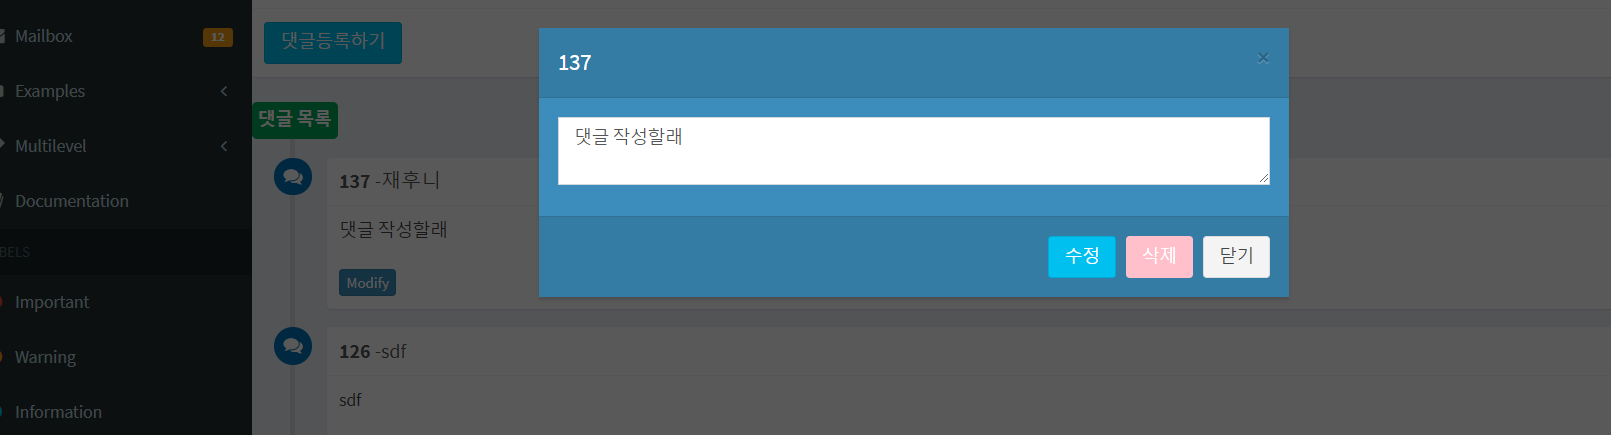 Mailbox
12
Examples
Multilevel
Documentation
BELS
Important
Warning
Information
댓글등록하기
댓글 목록
137 -재후니
댓글 작성할래
Modify
126 -sdf
sdf
137
×
댓글 작성할래
수정
삭제
닫기